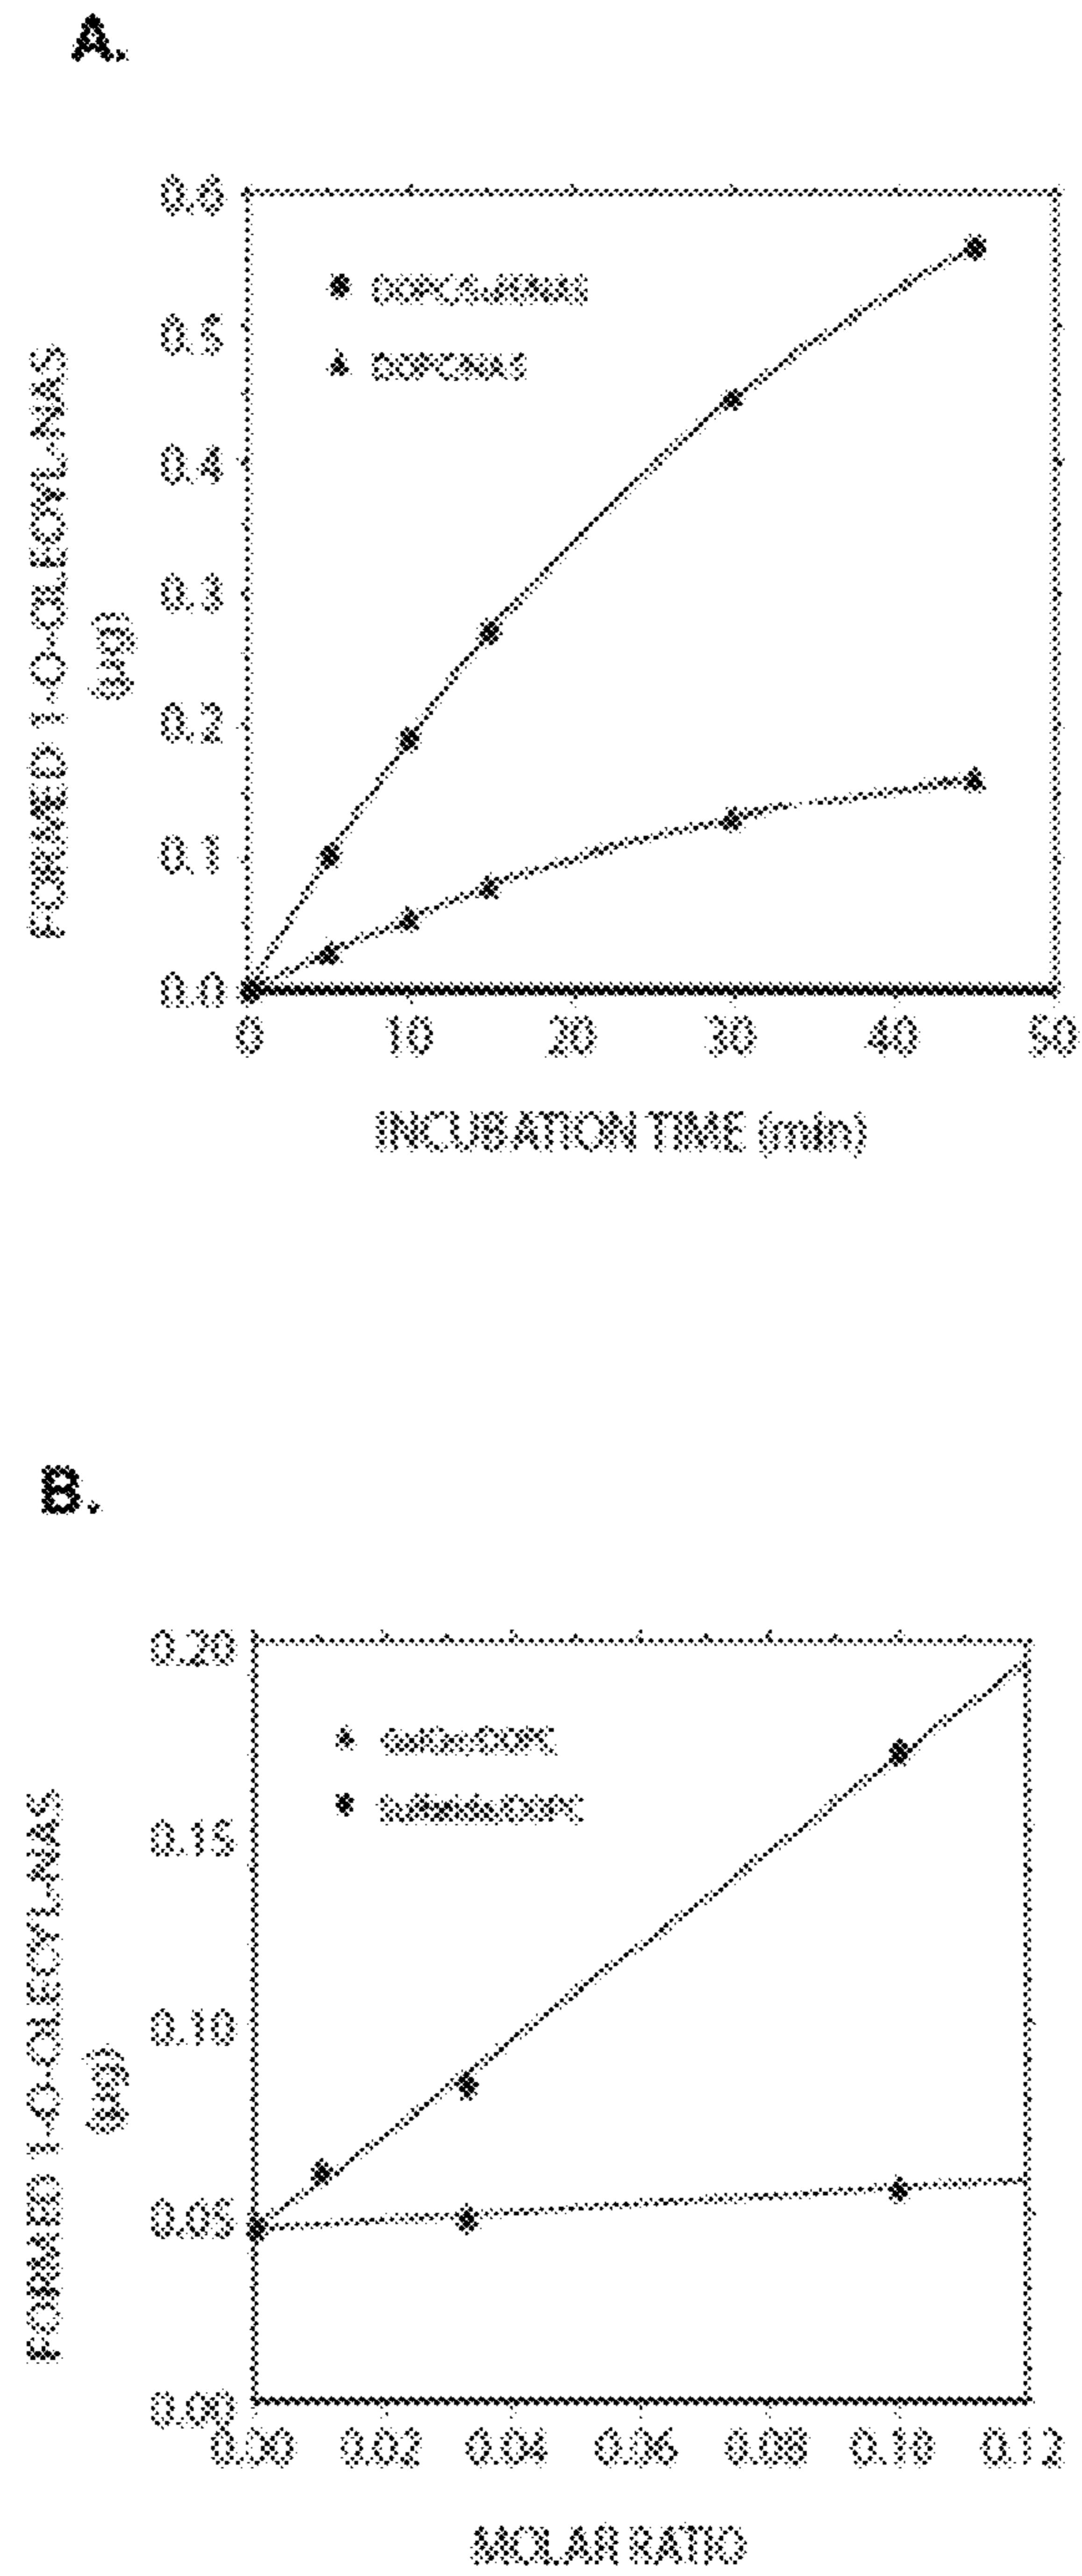 A.
FORMED 1-O-OLEOYL-NAS
(µg)
0.6
0.5
0.4
0.3
0.2
0.1
0.0
DOPC/NAS
0 10 20 30 40 50
INCUBATION TIME (min)
B.
FORMED 1-O-OLEOYL-NAS
(µg)
0.20
0.15
0.10
0.05
0.00
0.00 0.02 0.04 0.06 0.08 0.10 0.12
MOLAR RATIO